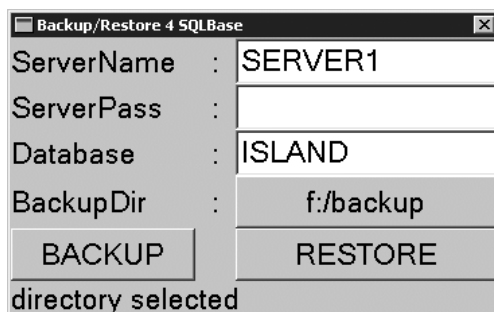 Backup/Restore 4 SQLBase
ServerName : SERVER1
ServerPass :
Database : ISLAND
BackupDir : f:/backup
BACKUP RESTORE
directory selected